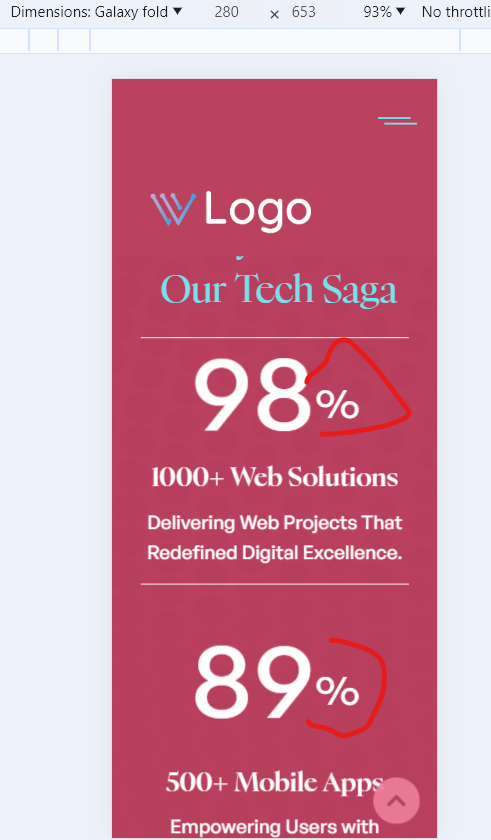 Dimensions: Galaxy fold ▼ 280 × 653 93% ▼ No throttli
Logo
Our Tech Saga
98%
1000+ Web Solutions
Delivering Web Projects That
Redefined Digital Excellence.
89%
500+ Mobile Apps
Empowering Users with